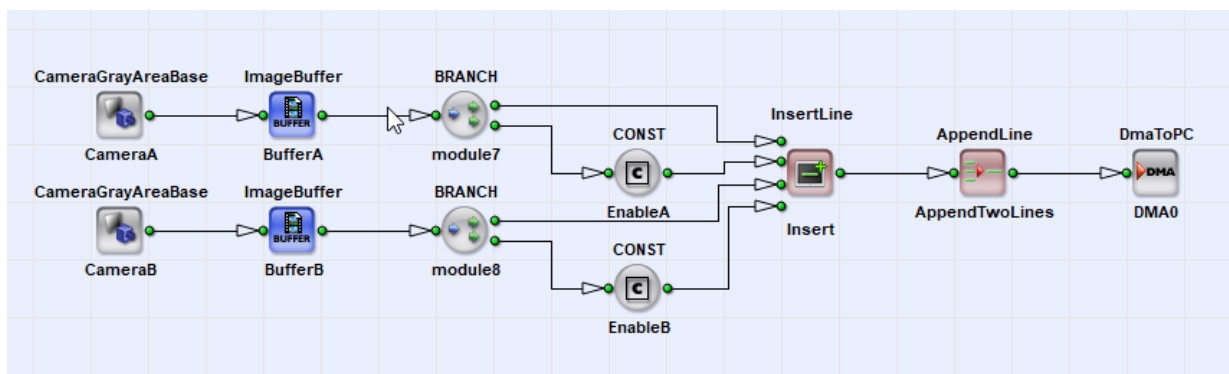 CameraGrayAreaBase ImageBuffer BRANCH
BUFFER
CameraA BufferA module7
InsertLine AppendLine DmaToPC
CONST
C
DMA
EnableA
Insert AppendTwoLines DMA0
CameraGrayAreaBase ImageBuffer BRANCH
BUFFER
CameraB BufferB module8
CONST
C
EnableB